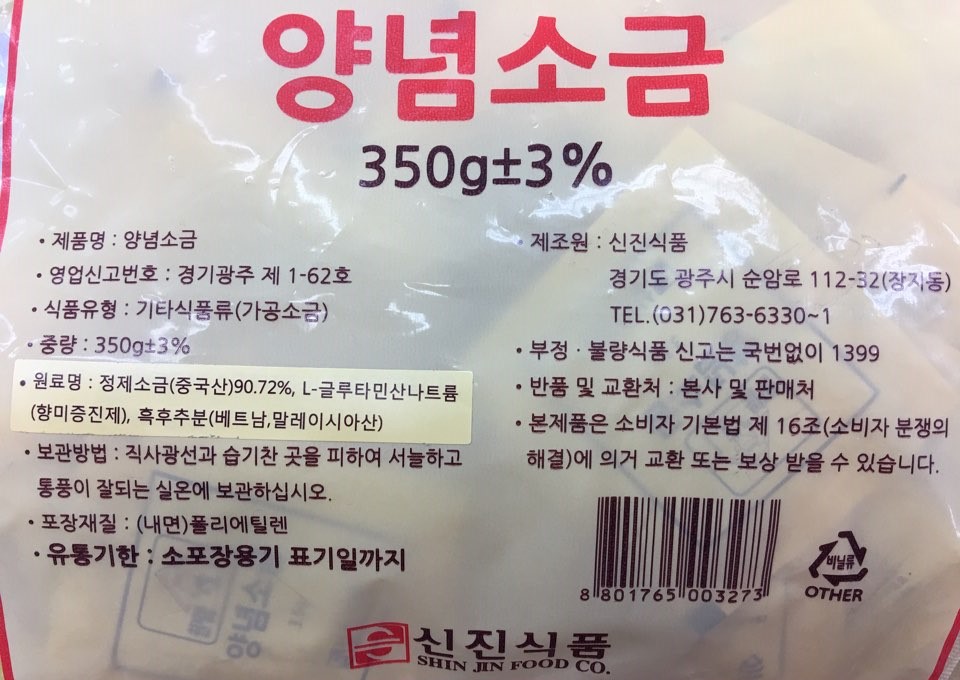 양념소금
350g±3%
· 제품명 : 양념소금
· 영업신고번호 : 경기광주 제 1-62호
· 식품유형 : 기타식품류(가공소금)
· 중량 : 350g±3%
· 원료명 : 정제소금(중국산)90.72%, L-글루타민산나트륨
(향미증진제), 흑후추분(베트남,말레이시아산)
· 보관방법 : 직사광선과 습기찬 곳을 피하여 서늘하고
통풍이 잘되는 실온에 보관하십시오.
· 포장재질 : (내면)폴리에틸렌
· 유통기한 : 소포장용기 표기일까지
· 제조원 : 신진식품
경기도 광주시 순암로 112-32(장지동)
TEL.(031)763-6330~1
· 부정 · 불량식품 신고는 국번없이 1399
· 반품 및 교환처 : 본사 및 판매처
· 본제품은 소비자 기본법 제 16조(소비자 분쟁의
해결)에 의거 교환 또는 보상 받을 수 있습니다.
8 801765 003273
비닐류
OTHER
양념소
신진식품
SHIN JIN FOOD CO.